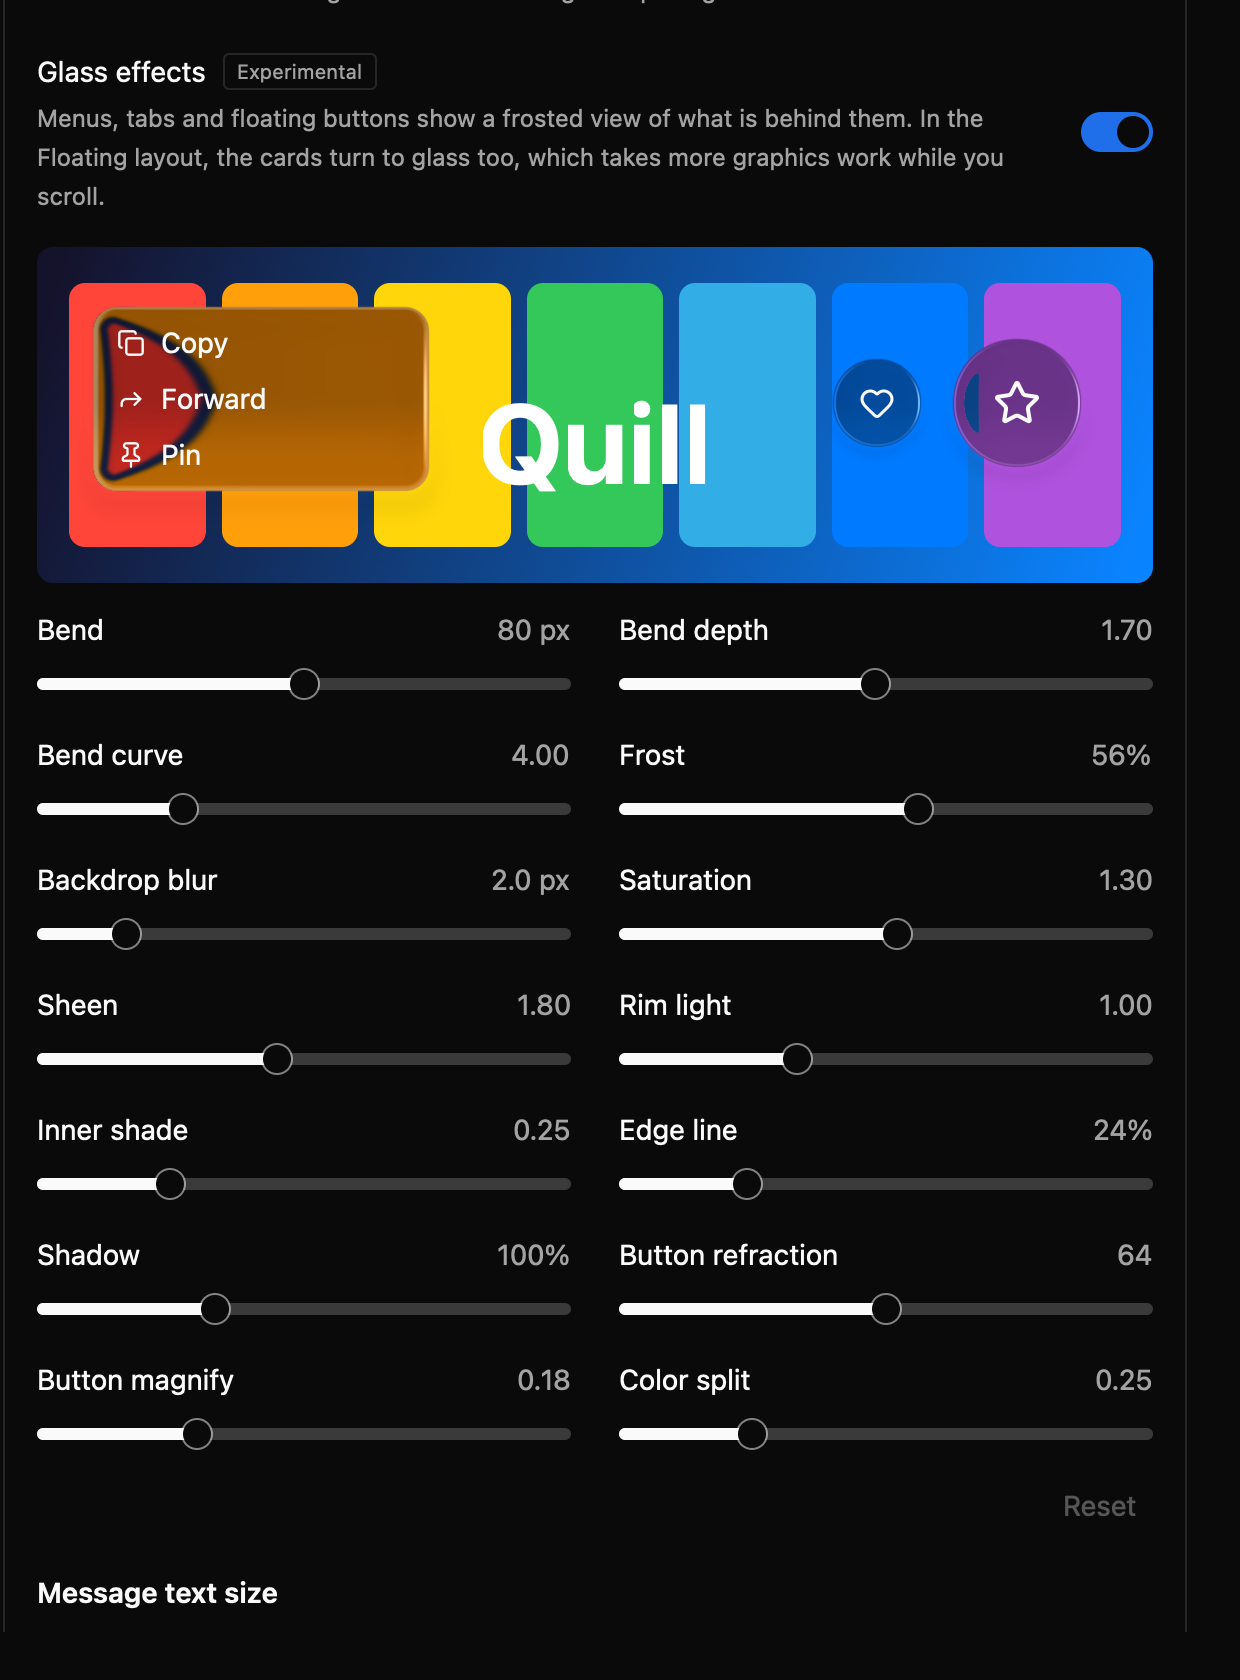 Glass effects
Experimental
Menus, tabs and floating buttons show a frosted view of what is behind them. In the
Floating layout, the cards turn to glass too, which takes more graphics work while you
scroll.
Copy
Forward
Pin
Quill
Bend
80 px
Bend depth
1.70
Bend curve
4.00
Frost
56%
Backdrop blur
2.0 px
Saturation
1.30
Sheen
1.80
Rim light
1.00
Inner shade
0.25
Edge line
24%
Shadow
100%
Button refraction
64
Button magnify
0.18
Color split
0.25
Reset
Message text size